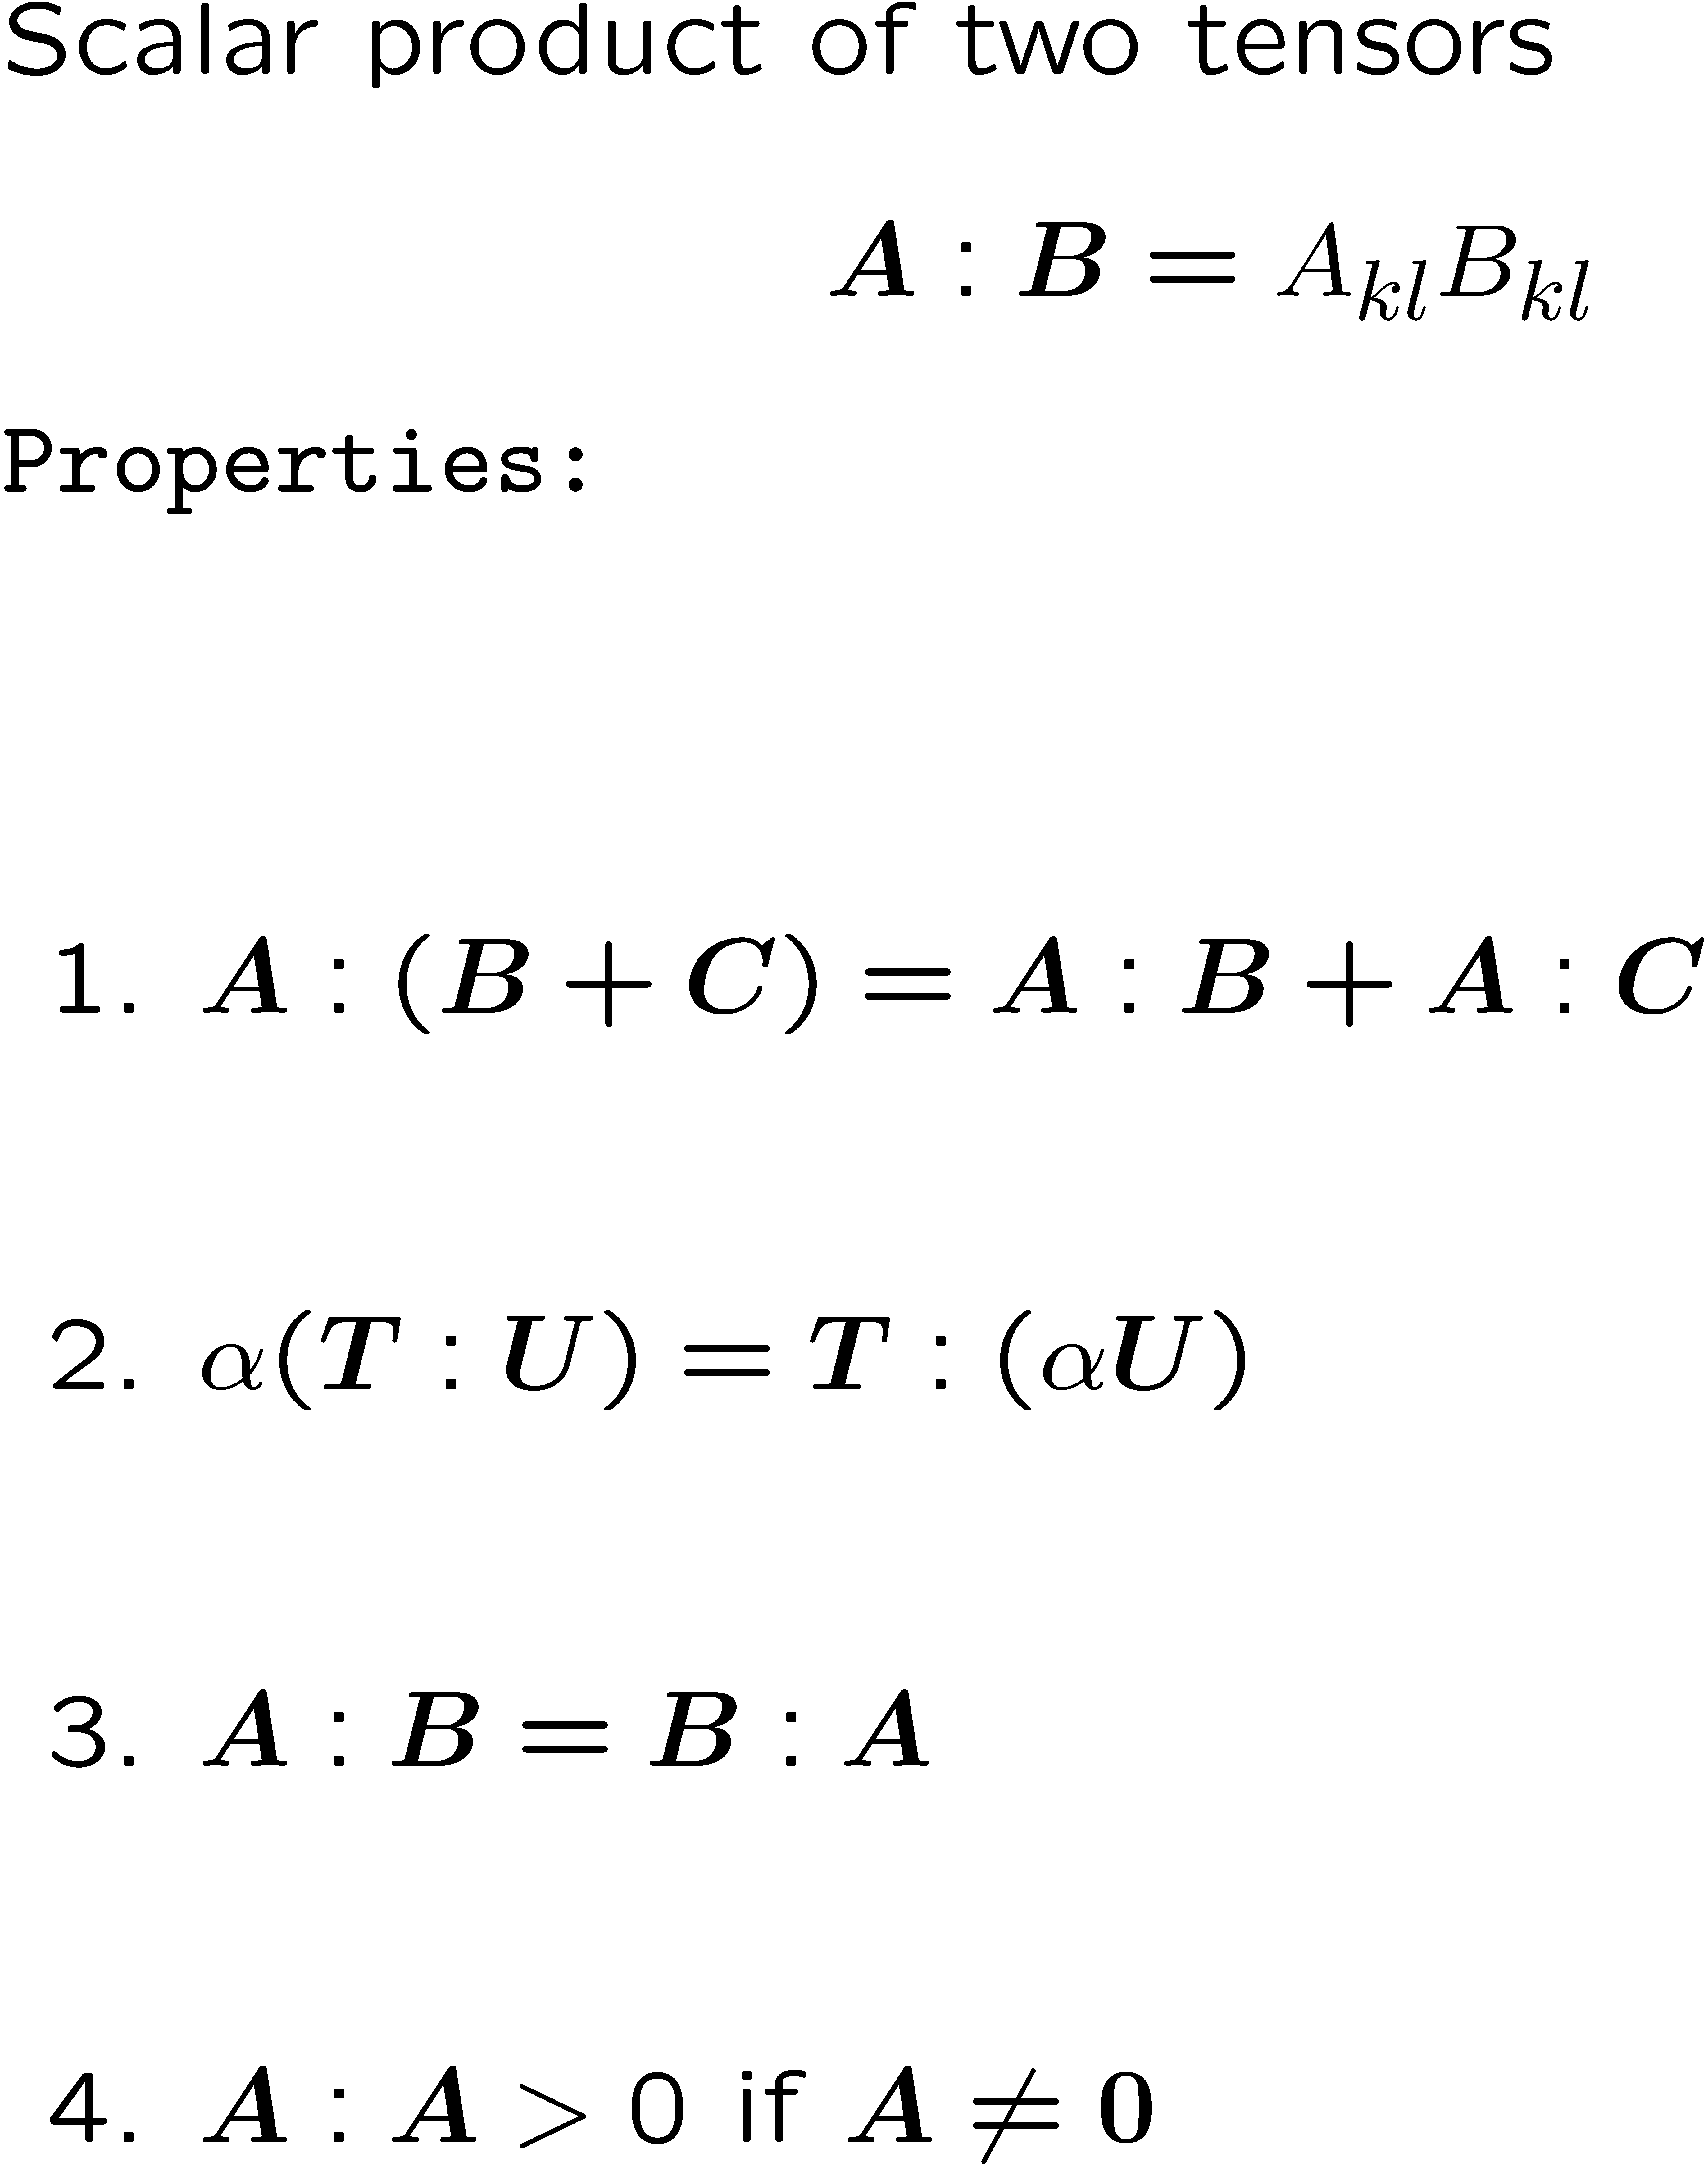 Scalar product of two tensors
A : B = A_{kl}B_{kl}
Properties:
1. A : (B + C) = A : B + A : C
2. α(T : U) = T : (αU)
3. A : B = B : A
4. A : A > 0 if A ≠ 0